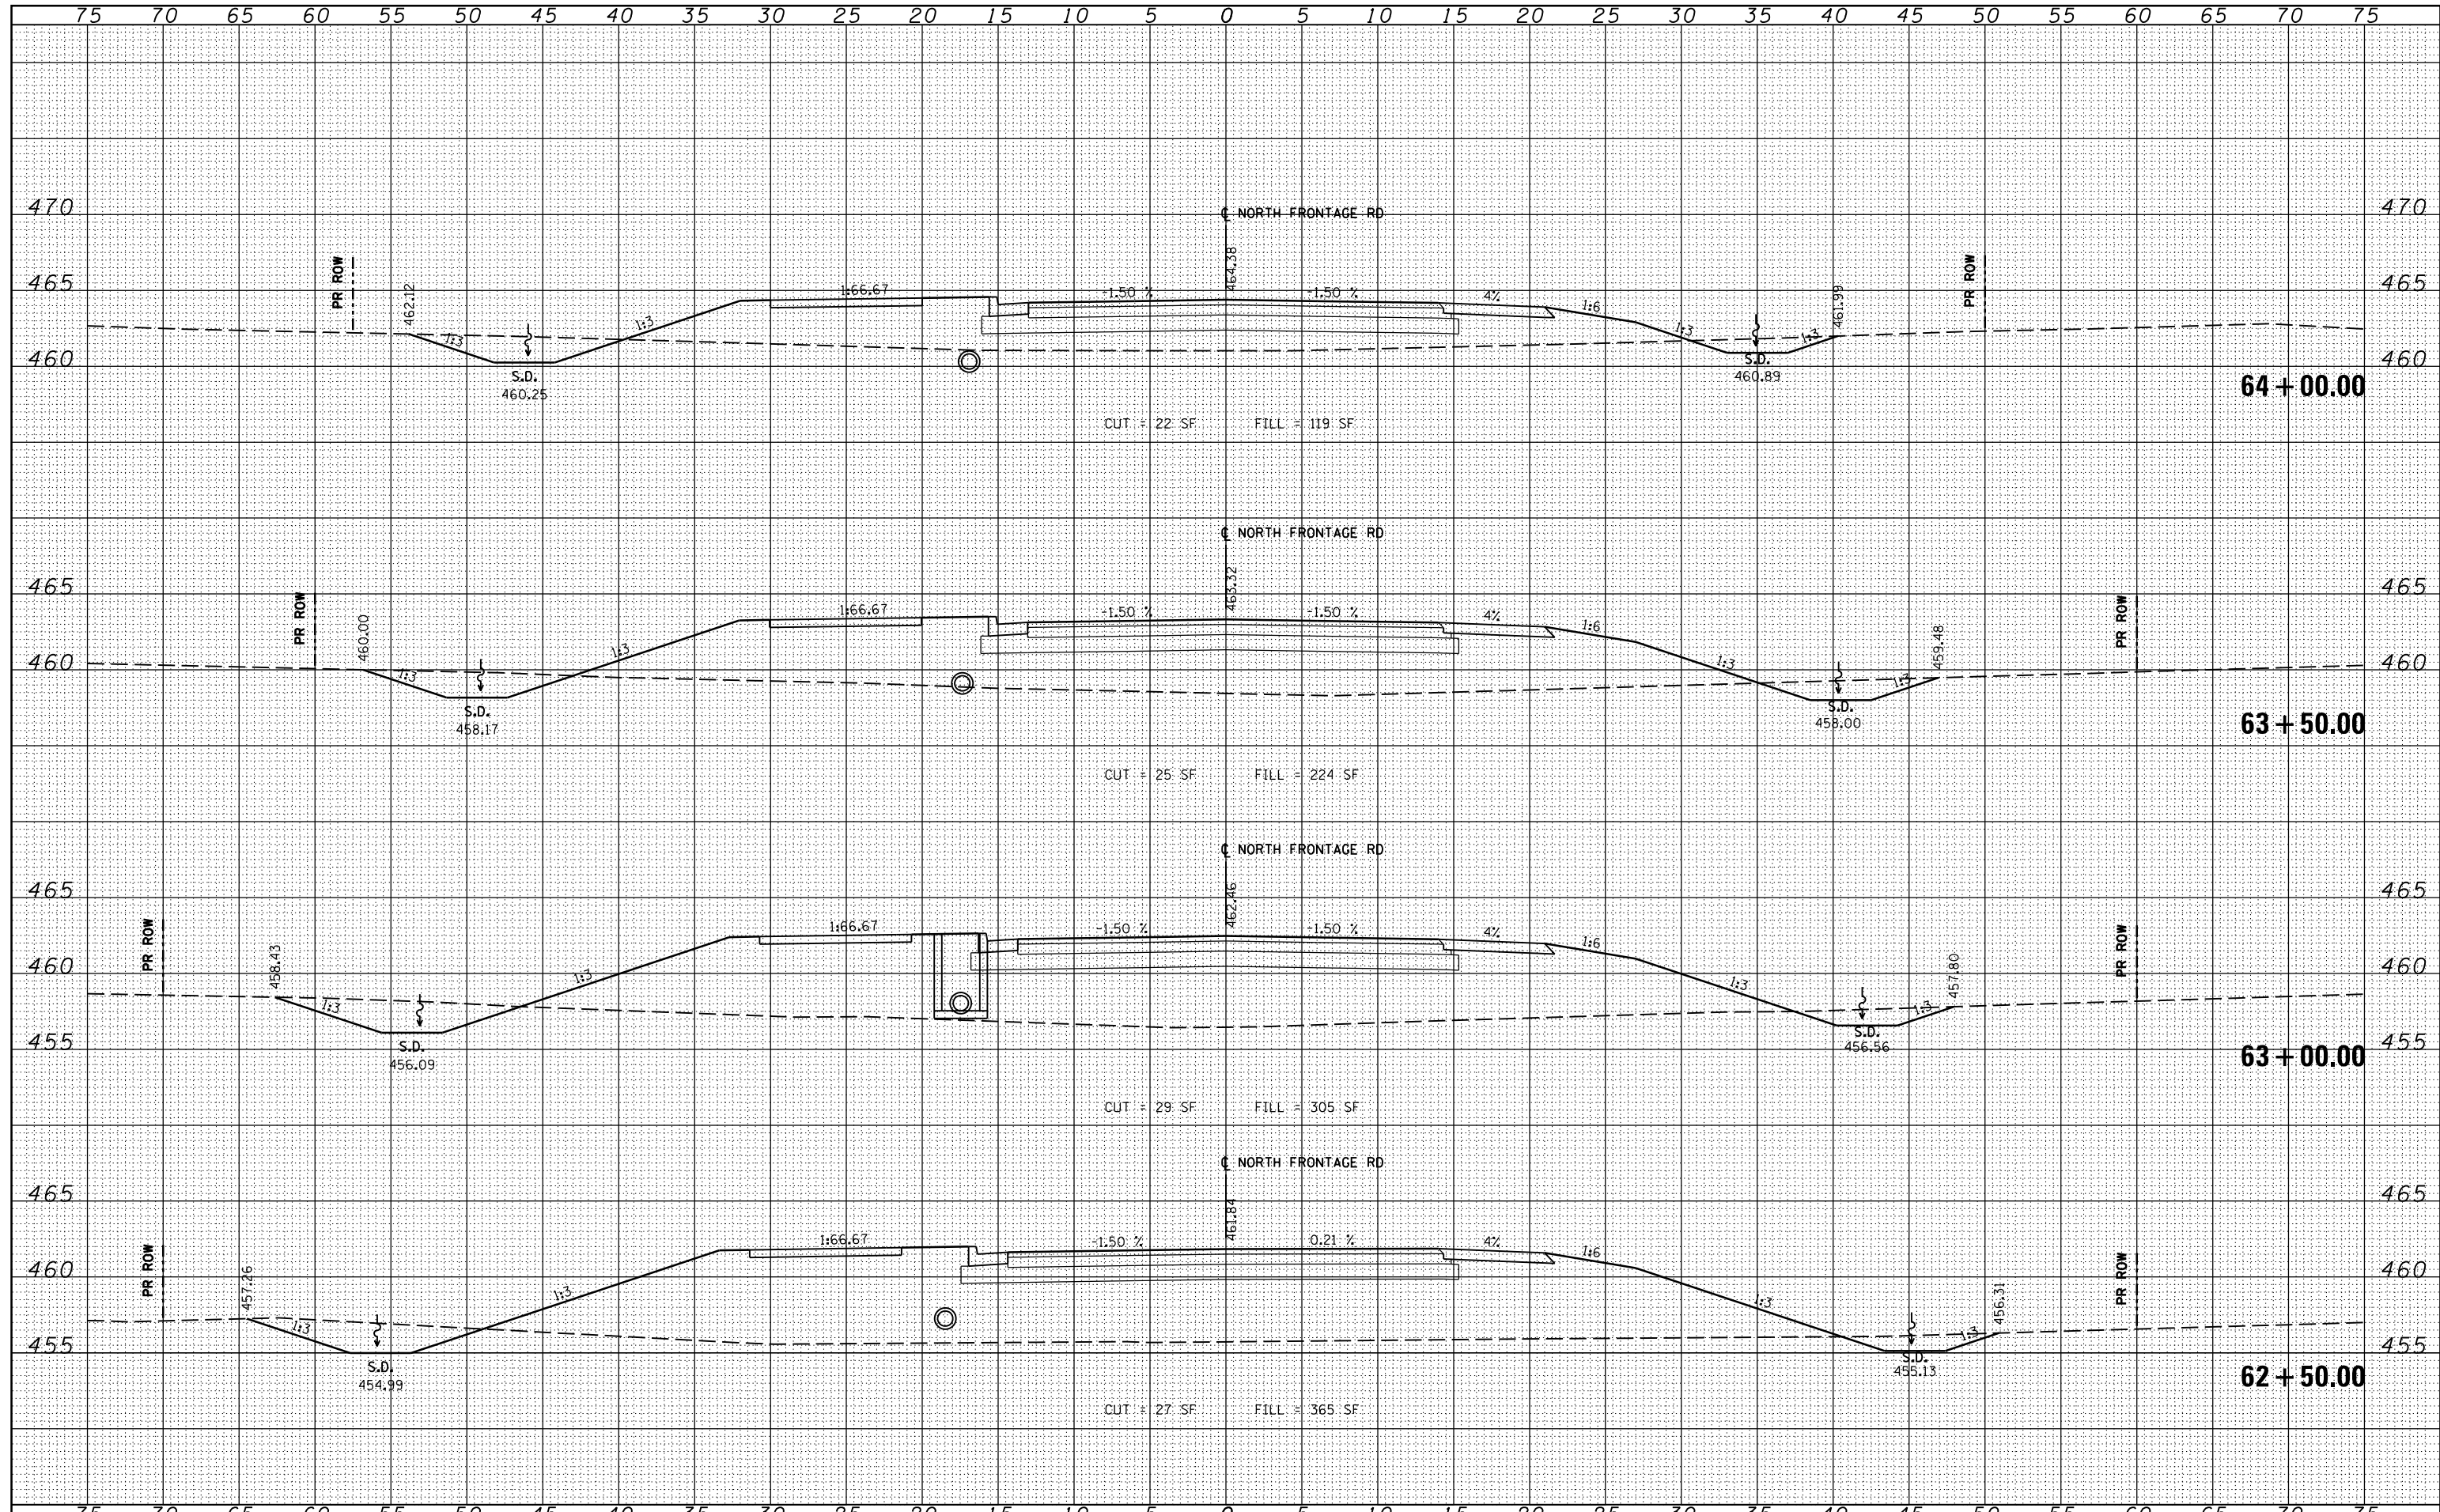 75 70 65 60 55 50 45 40 35 30 25 20 15 10 5 0 5 10 15 20 25 30 35 40 45 50 55 60 65 70 75
470 470
℄ NORTH FRONTAGE RD
464.38
465 465
PR ROW PR ROW
462.12 461.99
1:66.67 -1.50 % -1.50 % 4% 1:6
1:3 1:3 1:3 1:3
460 460
S.D. S.D.
460.25 460.89
64+00.00
CUT = 22 SF FILL = 119 SF
℄ NORTH FRONTAGE RD
463.32
465 465
PR ROW PR ROW
460.00 459.48
1:66.67 -1.50 % -1.50 % 4% 1:6
1:3 1:3 1:3 1:3
460 460
S.D. S.D.
458.17 458.00
63+50.00
CUT = 25 SF FILL = 224 SF
℄ NORTH FRONTAGE RD
462.46
465 465
PR ROW PR ROW
458.43 457.80
1:66.67 -1.50 % -1.50 % 4% 1:6
460 460
1:3 1:3 1:3 1:3
S.D. S.D.
456.09 456.56
455 455
63+00.00
CUT = 29 SF FILL = 305 SF
℄ NORTH FRONTAGE RD
461.84
465 465
PR ROW PR ROW
457.26 456.31
1:66.67 -1.50 % 0.21 % 4% 1:6
460 460
1:3 1:3 1:3 1:3
455 455
S.D. S.D.
454.99 455.13
62+50.00
CUT = 27 SF FILL = 365 SF
75 70 65 60 55 50 45 40 35 30 25 20 15 10 5 0 5 10 15 20 25 30 35 40 45 50 55 60 65 70 75